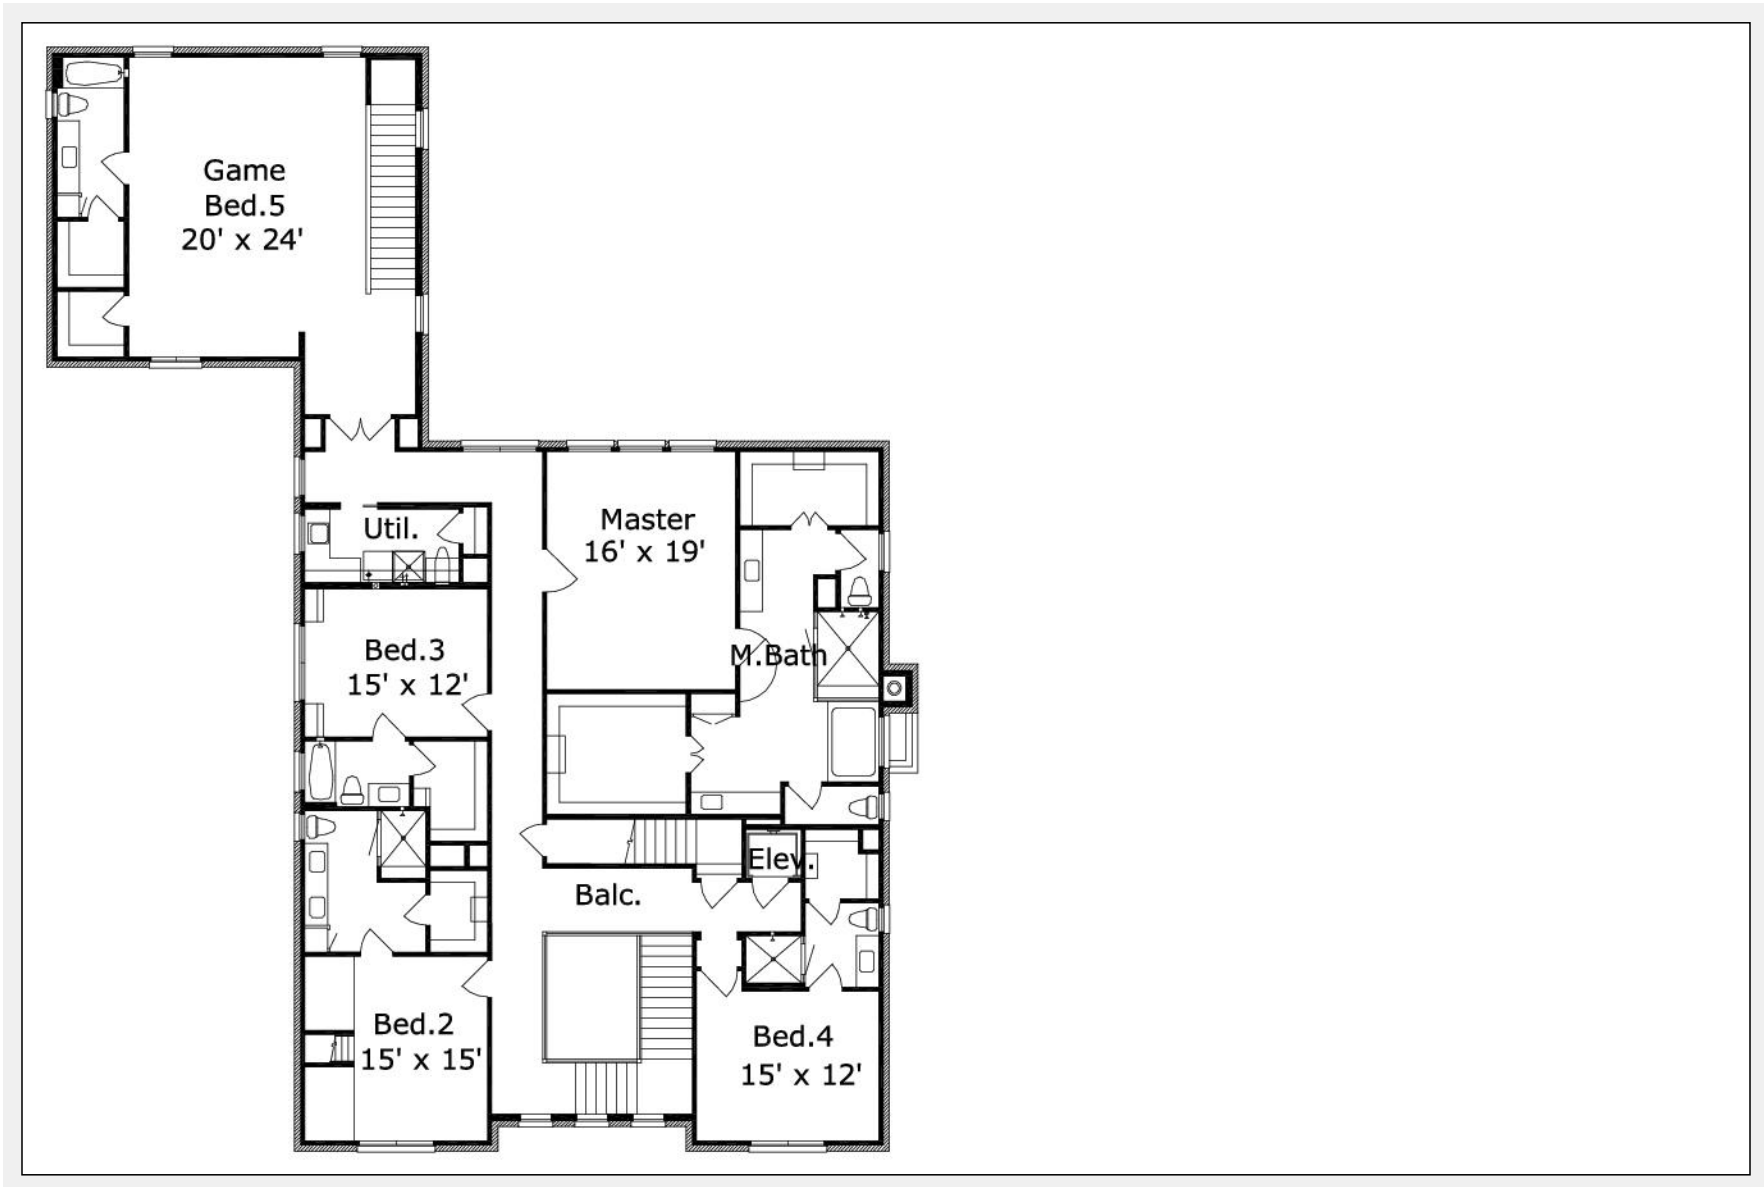 Game
Bed.5
20' x 24'
Util.
Master
16' x 19'
Bed.3
15' x 12'
M.Bath
Elev.
Balc.
Bed.2
15' x 15'
Bed.4
15' x 12'